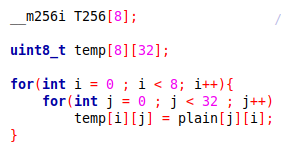 __m256i T256[8];
uint8_t temp[8][32];
for(int i = 0 ; i < 8; i++){
    for(int j = 0 ; j < 32 ; j++)
        temp[i][j] = plain[j][i];
}